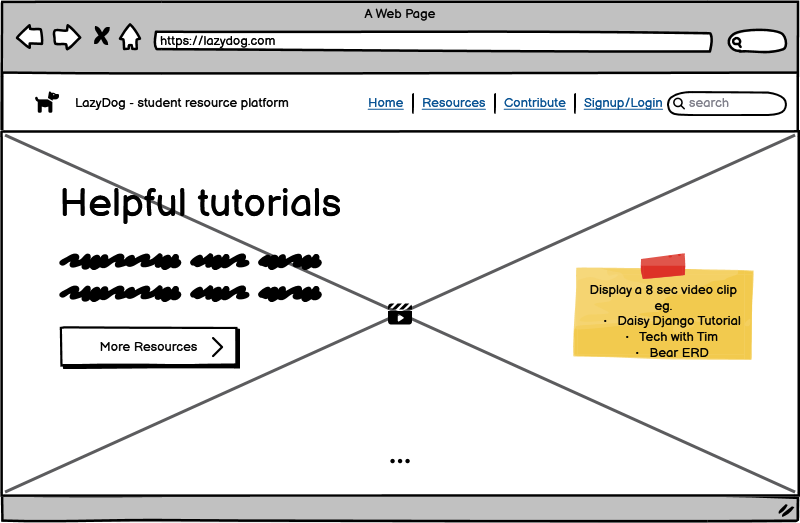 A Web Page
https://lazydog.com
LazyDog - student resource platform
Home | Resources | Contribute | Signup/Login
search
Helpful tutorials
More Resources
Display a 8 sec video clip
eg.
· Daisy Django Tutorial
· Tech with Tim
· Bear ERD
...